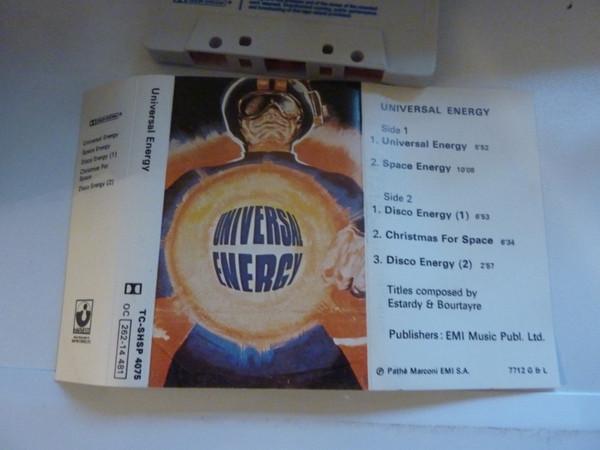 Universal Energy
Space Energy
Disco Energy (1)
Christmas For
Space
Disco Energy (2)
HARVEST
Universal Energy
TC-SHSP 4075
OC 262-14 481
UNIVERSAL
ENERGY
UNIVERSAL ENERGY
Side 1
1. Universal Energy 6'52
2. Space Energy 10'08
Side 2
1. Disco Energy (1) 6'53
2. Christmas For Space 6'34
3. Disco Energy (2) 2'57
Titles composed by
Estardy & Bourtayre
Publishers: EMI Music Publ. Ltd.
℗ Pathé Marconi EMI S.A. 7712 G & L